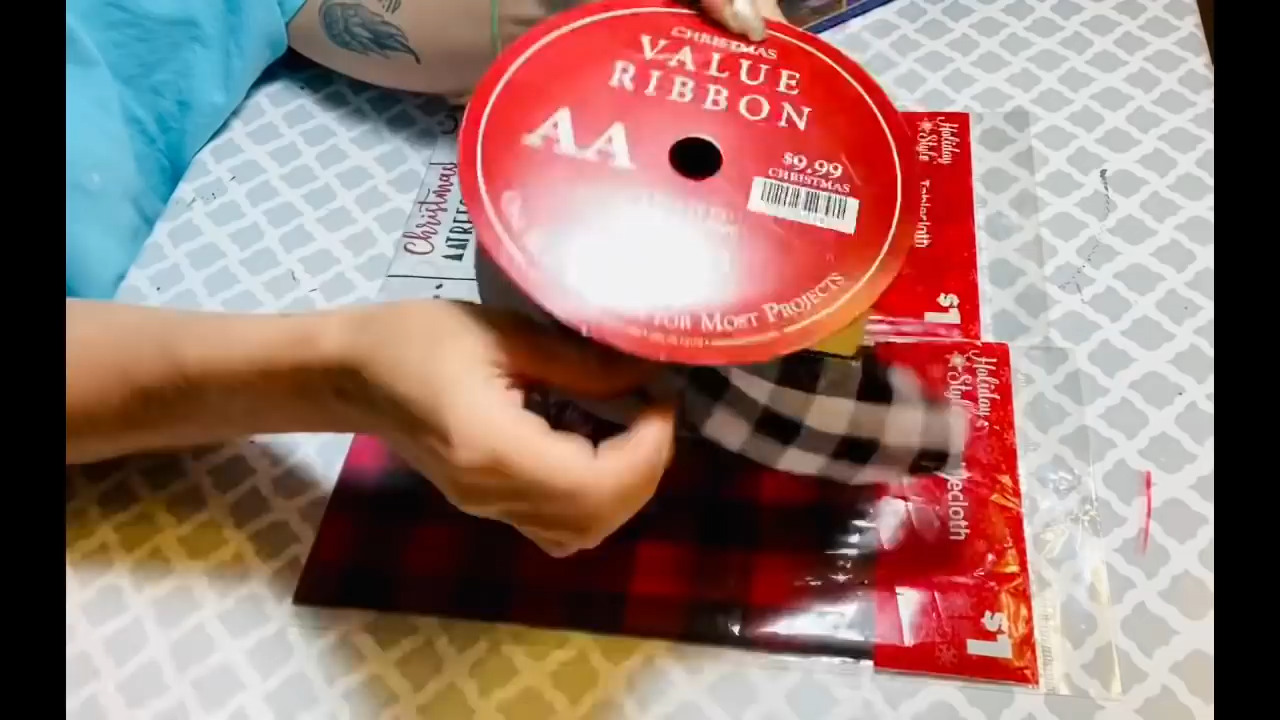 CHRISTMAS
VALUE
RIBBON
AA
$9.99
CHRISTMAS
FOR MOST PROJECTS
Christmas
TREE
Holiday
Style
Tablecloth
$1
Holiday
Style
ecloth
$1